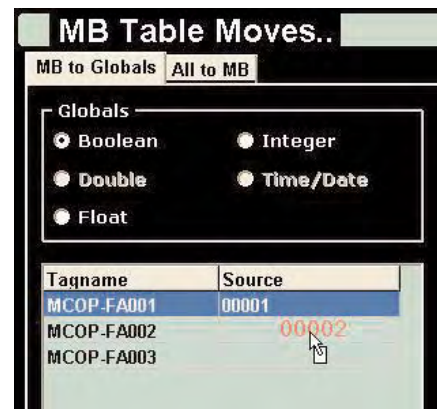 MB Table Moves..
MB to Globals All to MB
Globals
Boolean Integer
Double Time/Date
Float
Tagname Source
MCOP-FA001 00001
MCOP-FA002 00002
MCOP-FA003